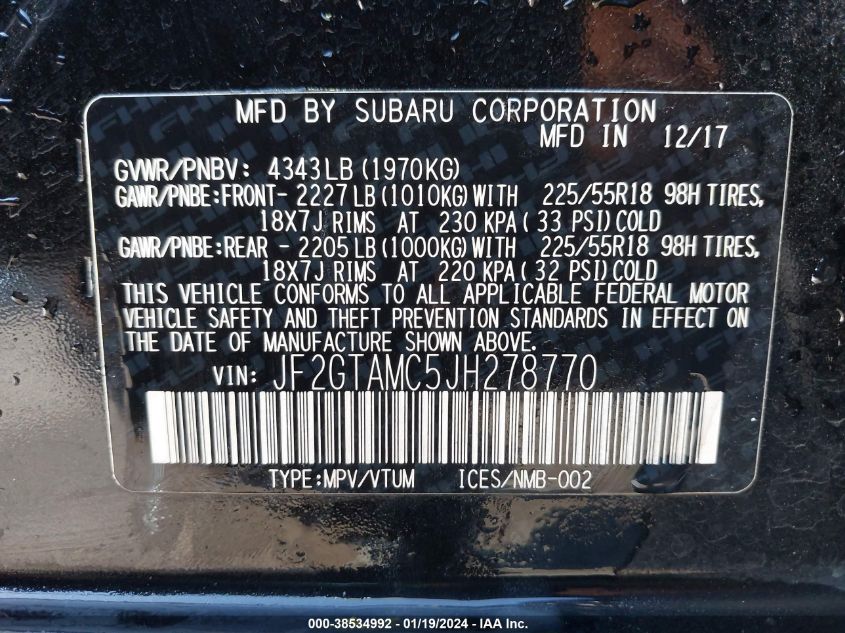 MFD BY SUBARU CORPORATION
MFD IN 12/17
GVWR/PNBV: 4343LB (1970KG)
GAWR/PNBE:FRONT- 2227LB (1010KG) WITH 225/55R18 98H TIRES,
18X7J RIMS AT 230 KPA ( 33 PSI) COLD
GAWR/PNBE:REAR - 2205LB (1000KG) WITH 225/55R18 98H TIRES,
18X7J RIMS AT 220 KPA ( 32 PSI) COLD
THIS VEHICLE CONFORMS TO ALL APPLICABLE FEDERAL MOTOR
VEHICLE SAFETY AND THEFT PREVENTION STANDARDS IN EFFECT ON
THE DATE OF MANUFACTURE SHOWN ABOVE.
VIN: JF2GTAMC5JH278770
TYPE:MPV/VTUM ICES/NMB-002
000-38534992 - 01/19/2024 - IAA Inc.